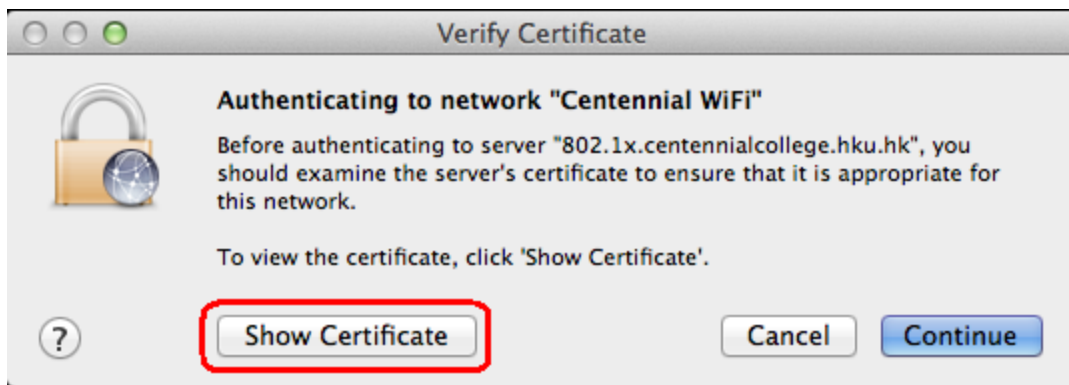 Verify Certificate
Authenticating to network "Centennial WiFi"
Before authenticating to server "802.1x.centennialcollege.hku.hk", you
should examine the server's certificate to ensure that it is appropriate for
this network.
To view the certificate, click 'Show Certificate'.
? Show Certificate Cancel Continue